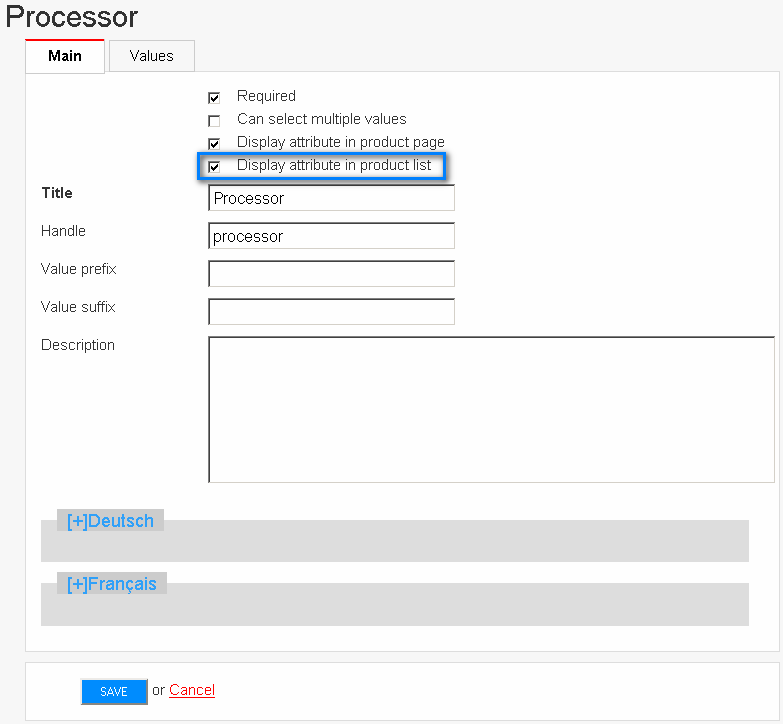 Processor
Main
Values
Required
Can select multiple values
Display attribute in product page
Display attribute in product list
Title
Processor
Handle
processor
Value prefix
Value suffix
Description
[+]Deutsch
[+]Français
SAVE or Cancel